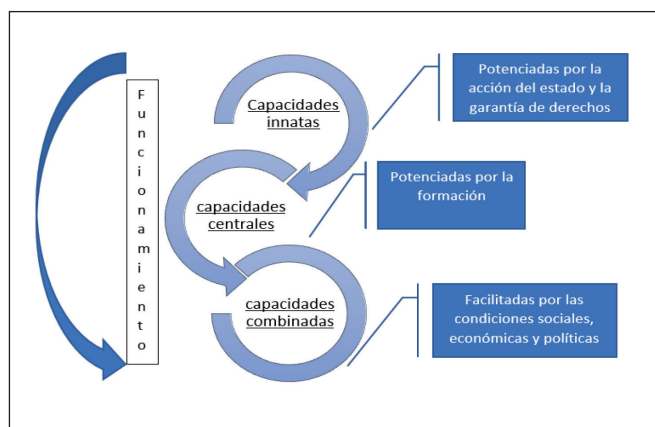 Funcionamiento
Capacidades
innatas
Potenciadas por la
acción del estado y la
garantía de derechos
capacidades
centrales
Potenciadas por la
formación
capacidades
combinadas
Facilitadas por las
condiciones sociales,
económicas y políticas